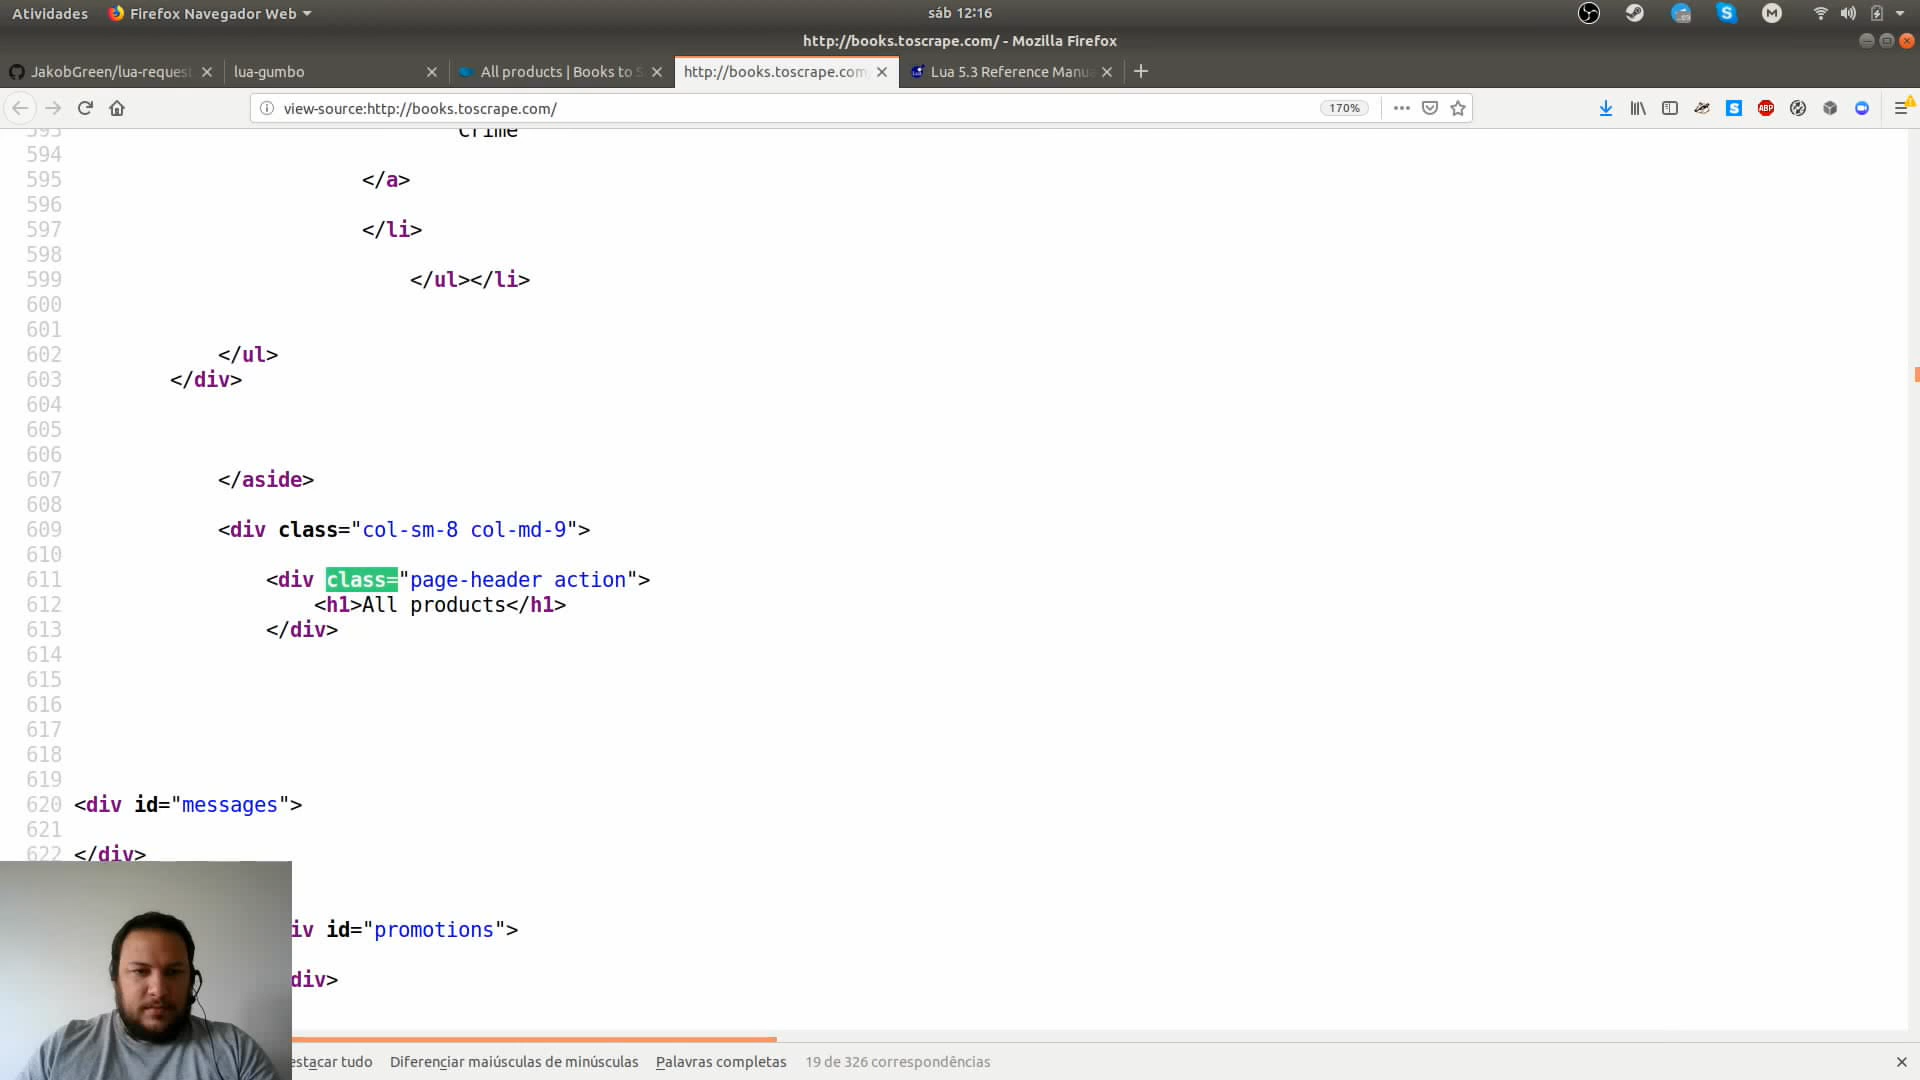 Atividades Firefox Navegador Web sáb 12:16
http://books.toscrape.com/ - Mozilla Firefox
JakobGreen/lua-reques lua-gumbo All products | Books to S http://books.toscrape.com/ Lua 5.3 Reference Manua
view-source:http://books.toscrape.com/ 170%
593 Crime
594
595 </a>
596
597 </li>
598
599 </ul></li>
600
601
602 </ul>
603 </div>
604
605
606
607 </aside>
608
609 <div class="col-sm-8 col-md-9">
610
611 <div class="page-header action">
612 <h1>All products</h1>
613 </div>
614
615
616
617
618
619
620 <div id="messages">
621
622 </div>
iv id="promotions">
div>
estacar tudo Diferenciar maiúsculas de minúsculas Palavras completas 19 de 326 correspondências